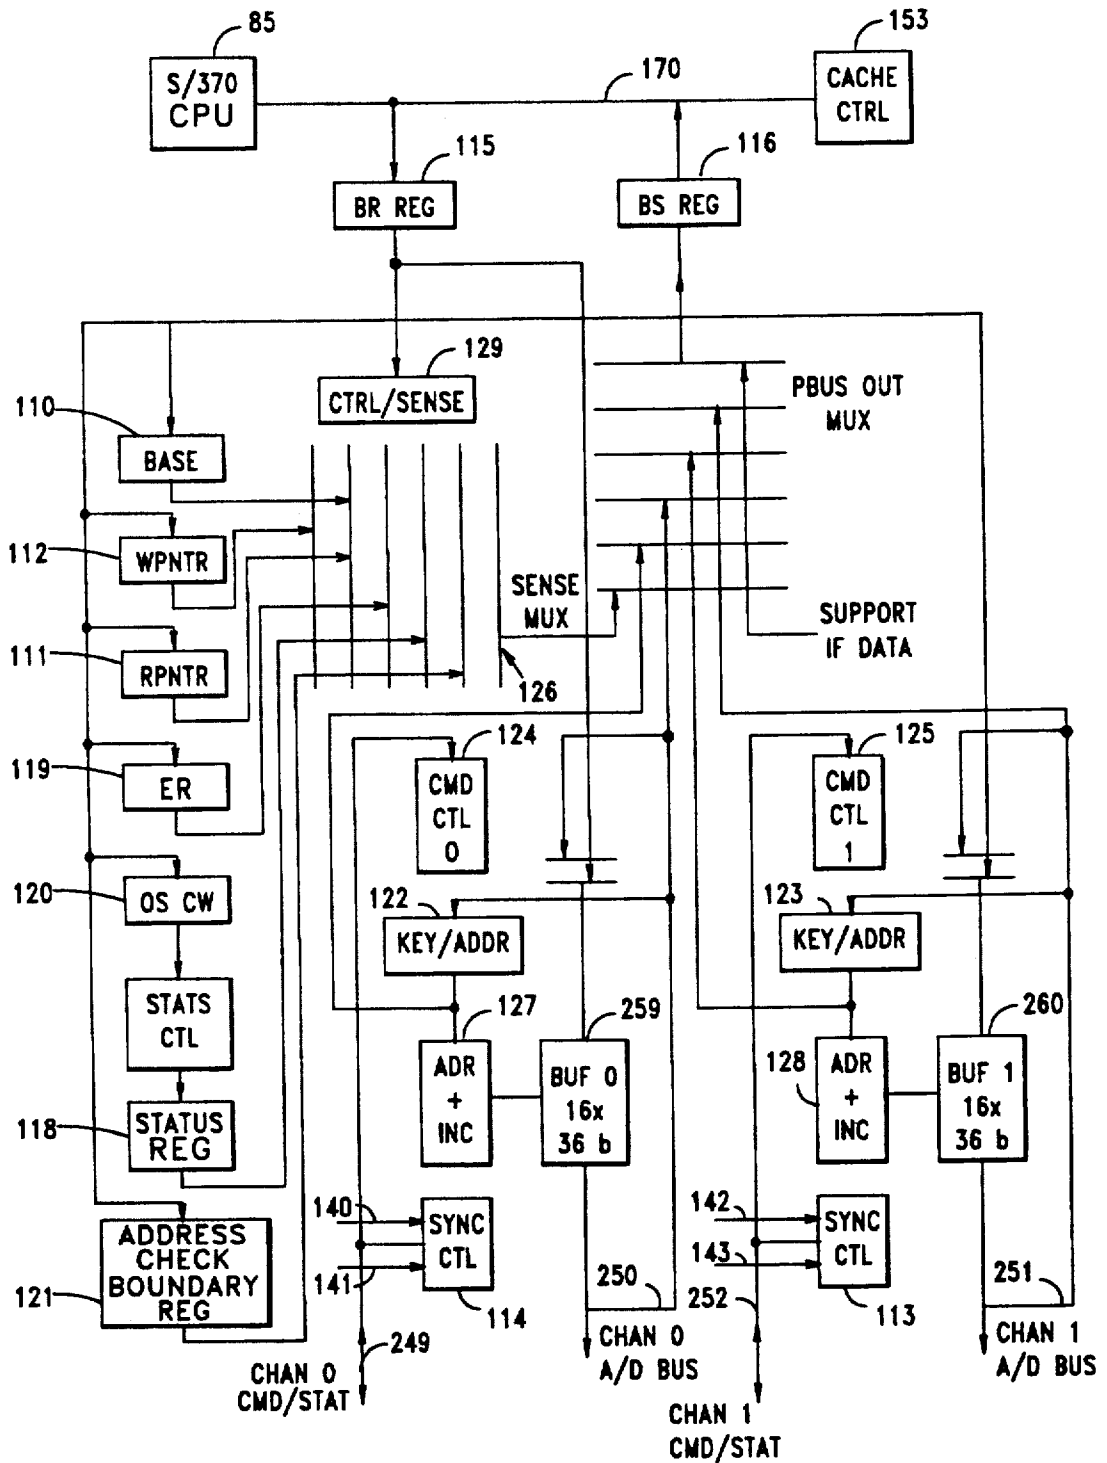 85
153
S/370
CPU
170
CACHE
CTRL
115
116
BR REG
BS REG
129
CTRL/SENSE
PBUS OUT
MUX
110
BASE
112
WPNTR
SENSE
MUX
SUPPORT
IF DATA
111
RPNTR
126
119
ER
124
CMD
CTL
0
125
CMD
CTL
1
120
OS CW
122
KEY/ADDR
123
KEY/ADDR
STATS
CTL
127
ADR
+
INC
259
BUF 0
16x
36 b
128
ADR
+
INC
260
BUF 1
16x
36 b
118
STATUS
REG
140
141
SYNC
CTL
114
142
143
SYNC
CTL
113
121
ADDRESS
CHECK
BOUNDARY
REG
250
252
251
249
CHAN 0
CMD/STAT
CHAN 0
A/D BUS
CHAN 1
CMD/STAT
CHAN 1
A/D BUS